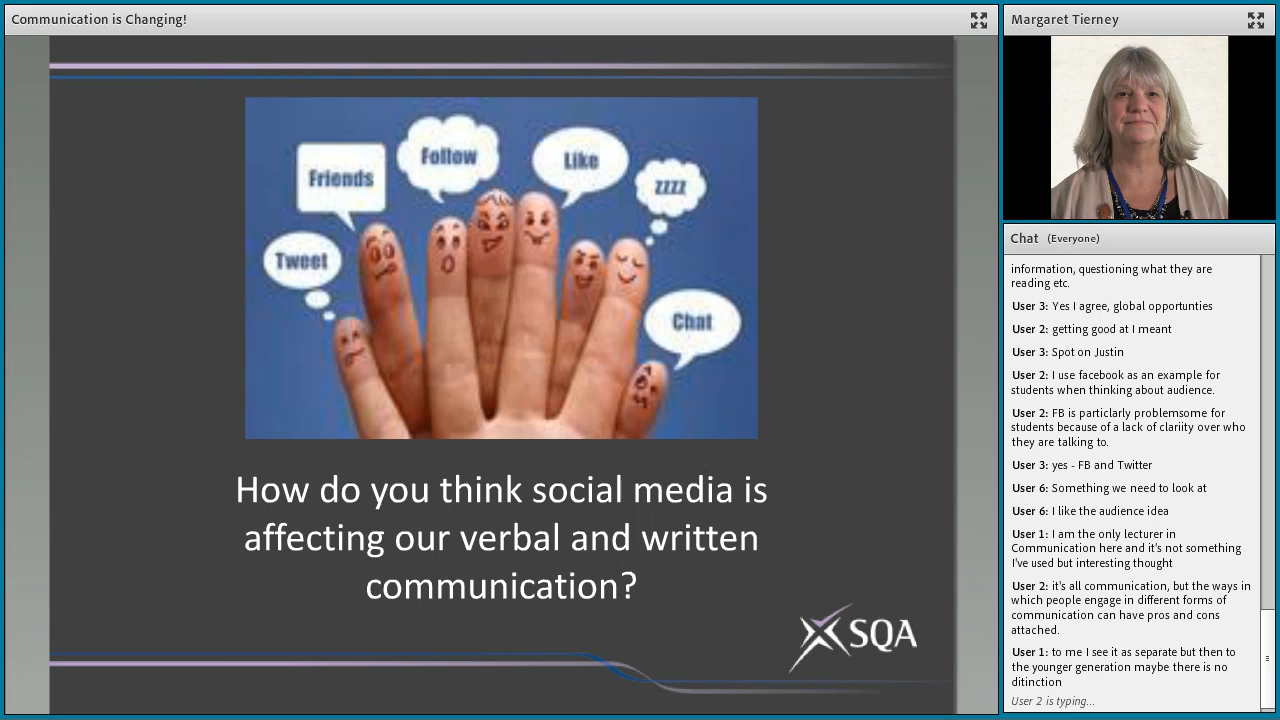 Communication is Changing!
Friends
Follow
Like
zzzz
Tweet
Chat
How do you think social media is
affecting our verbal and written
communication?
SQA
Margaret Tierney
Chat (Everyone)
information, questioning what they are
reading etc.
User 3: Yes I agree, global opportunties
User 2: getting good at I meant
User 3: Spot on Justin
User 2: I use facebook as an example for
students when thinking about audience.
User 2: FB is particlarly problemsome for
students because of a lack of clariity over who
they are talking to.
User 3: yes - FB and Twitter
User 6: Something we need to look at
User 6: I like the audience idea
User 1: I am the only lecturer in
Communication here and it's not something
I've used but interesting thought
User 2: it's all communication, but the ways in
which people engage in different forms of
communication can have pros and cons
attached.
User 1: to me I see it as separate but then to
the younger generation maybe there is no
ditinction
User 2 is typing...